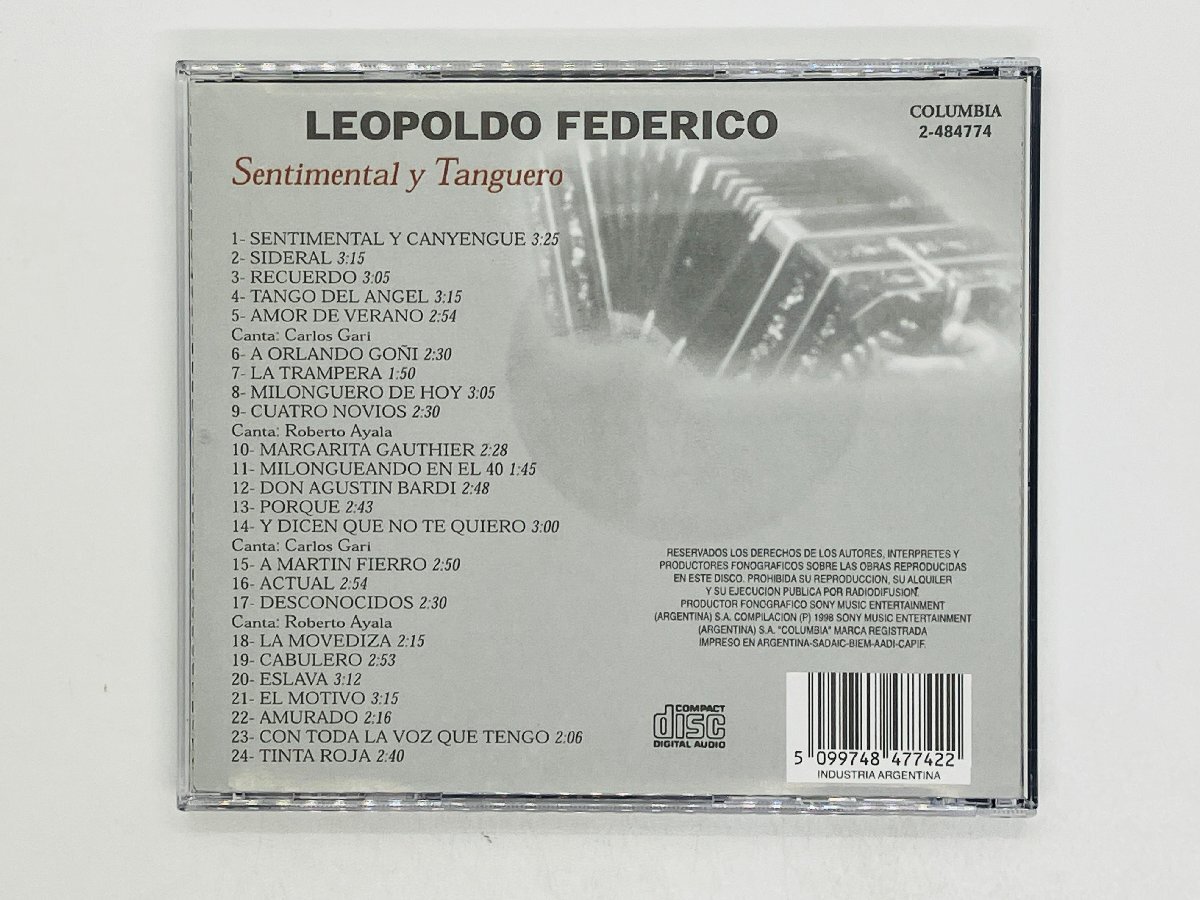 LEOPOLDO FEDERICO
COLUMBIA
2-484774
Sentimental y Tanguero
1- SENTIMENTAL Y CANYENGUE 3:25
2- SIDERAL 3:15
3- RECUERDO 3:05
4- TANGO DEL ANGEL 3:15
5- AMOR DE VERANO 2:54
Canta: Carlos Gari
6- A ORLANDO GOÑI 2:30
7- LA TRAMPERA 1:50
8- MILONGUERO DE HOY 3:05
9- CUATRO NOVIOS 2:30
Canta: Roberto Ayala
10- MARGARITA GAUTHIER 2:28
11- MILONGUEANDO EN EL 40 1:45
12- DON AGUSTIN BARDI 2:48
13- PORQUE 2:43
14- Y DICEN QUE NO TE QUIERO 3:00
Canta: Carlos Gari
15- A MARTIN FIERRO 2:50
16- ACTUAL 2:54
17- DESCONOCIDOS 2:30
Canta: Roberto Ayala
18- LA MOVEDIZA 2:15
19- CABULERO 2:53
20- ESLAVA 3:12
21- EL MOTIVO 3:15
22- AMURADO 2:16
23- CON TODA LA VOZ QUE TENGO 2:06
24- TINTA ROJA 2:40
RESERVADOS LOS DERECHOS DE LOS AUTORES, INTERPRETES Y
PRODUCTORES FONOGRAFICOS SOBRE LAS OBRAS REPRODUCIDAS
EN ESTE DISCO. PROHIBIDA SU REPRODUCCION, SU ALQUILER
Y SU EJECUCION PUBLICA POR RADIODIFUSION.
PRODUCTOR FONOGRAFICO SONY MUSIC ENTERTAINMENT
(ARGENTINA) S.A. COMPILACION (P) 1998 SONY MUSIC ENTERTAINMENT
(ARGENTINA) S.A. "COLUMBIA" MARCA REGISTRADA
IMPRESO EN ARGENTINA-SADAIC-BIEM-AADI-CAPIF.
COMPACT
disc
DIGITAL AUDIO
5 099748 477422
INDUSTRIA ARGENTINA